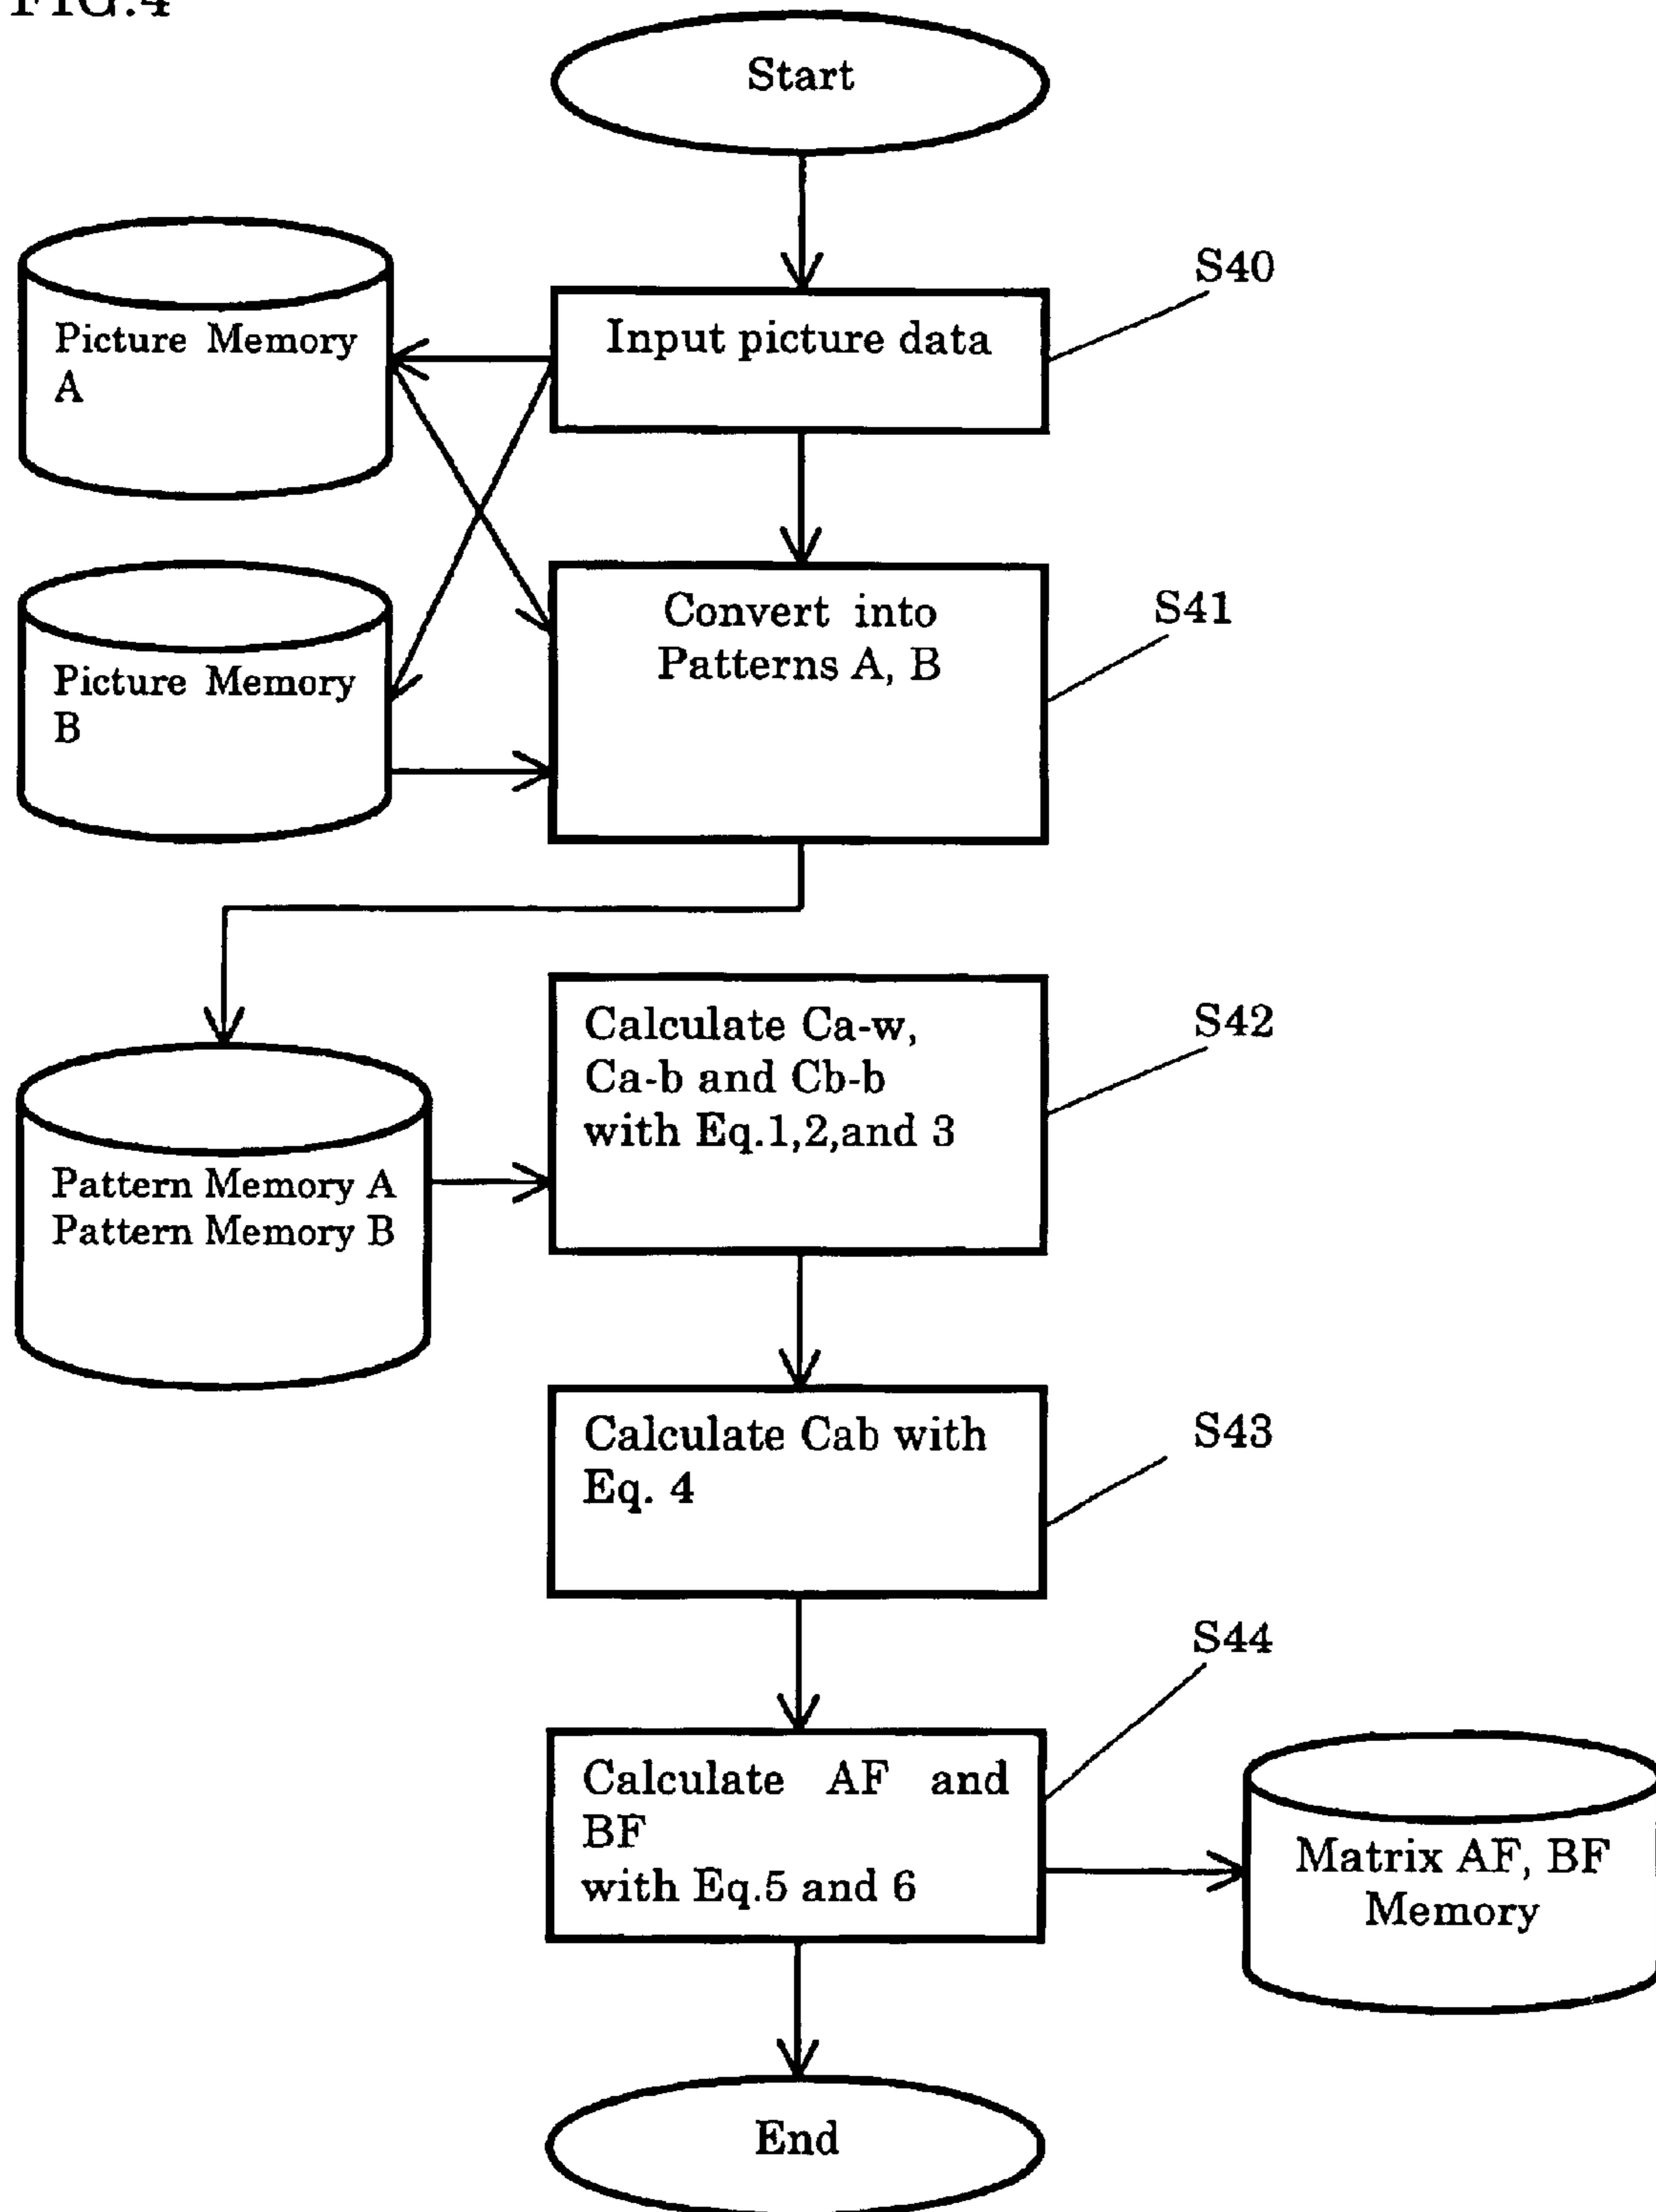 FIG.4
Start
S40
Input picture data
Picture Memory
A
S41
Convert into
Patterns A, B
Picture Memory
B
S42
Calculate Ca-w,
Ca-b and Cb-b
with Eq.1,2,and 3
Pattern Memory A
Pattern Memory B
S43
Calculate Cab with
Eq. 4
S44
Calculate AF and
BF
with Eq.5 and 6
Matrix AF, BF
Memory
End